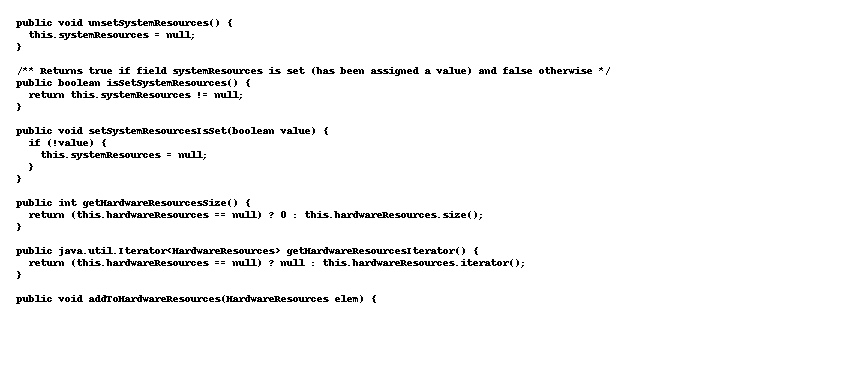 public void unsetSystemResources() {
  this.systemResources = null;
}

/** Returns true if field systemResources is set (has been assigned a value) and false otherwise */
public boolean isSetSystemResources() {
  return this.systemResources != null;
}

public void setSystemResourcesIsSet(boolean value) {
  if (!value) {
    this.systemResources = null;
  }
}

public int getHardwareResourcesSize() {
  return (this.hardwareResources == null) ? 0 : this.hardwareResources.size();
}

public java.util.Iterator<HardwareResources> getHardwareResourcesIterator() {
  return (this.hardwareResources == null) ? null : this.hardwareResources.iterator();
}

public void addToHardwareResources(HardwareResources elem) {